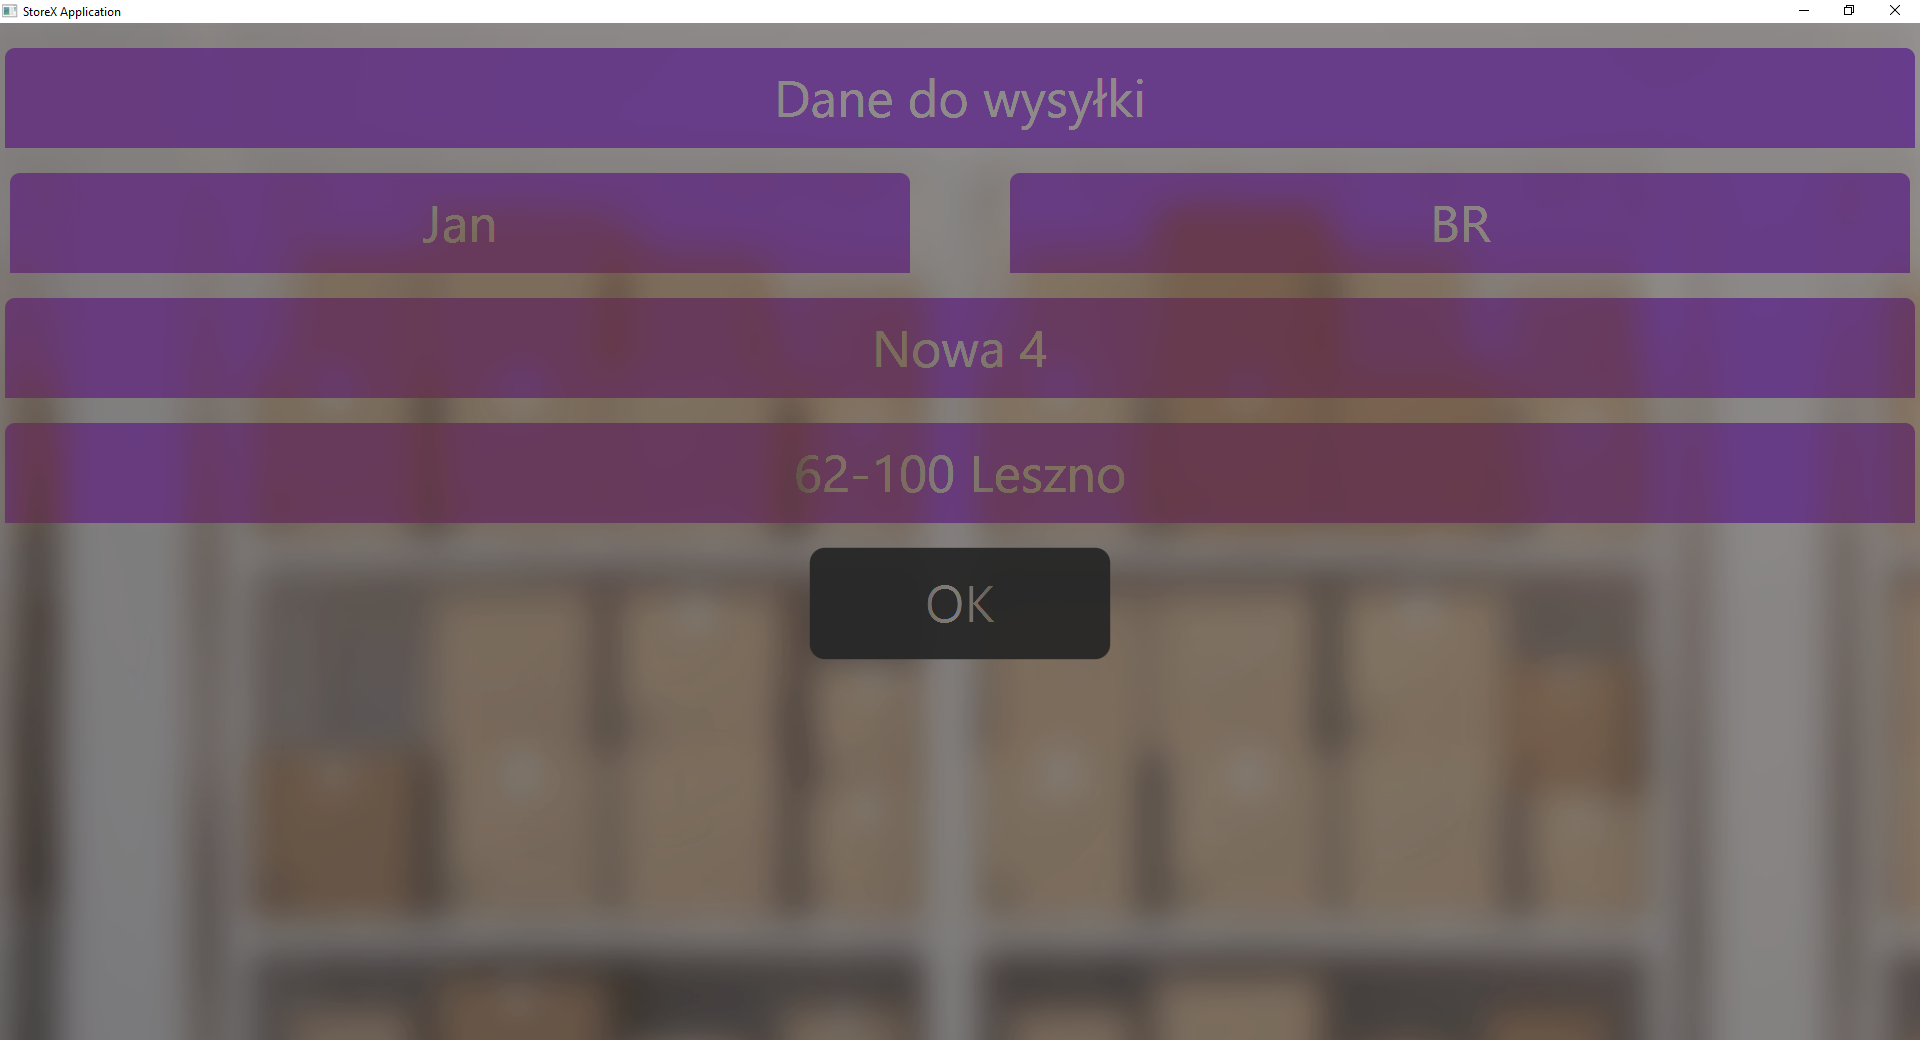 StoreX Application
Dane do wysyłki
Jan BR
Nowa 4
62-100 Leszno
OK